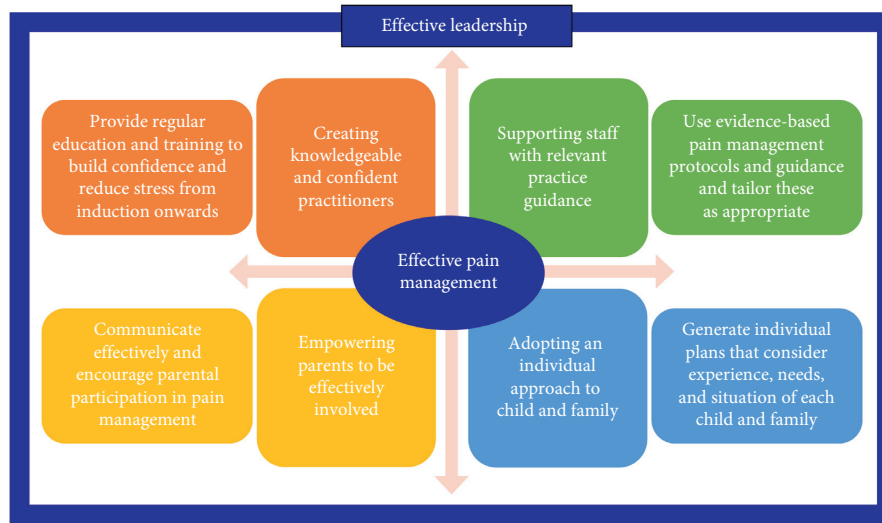 Effective leadership
Provide regular
education and training to
build confidence and
reduce stress from
induction onwards
Creating
knowledgeable
and confident
practitioners
Supporting staff
with relevant
practice
guidance
Use evidence-based
pain management
protocols and guidance
and tailor these
as appropriate
Effective pain
management
Communicate
effectively and
encourage parental
participation in pain
management
Empowering
parents to be
effectively
involved
Adopting an
individual
approach to
child and family
Generate individual
plans that consider
experience, needs,
and situation of each
child and family